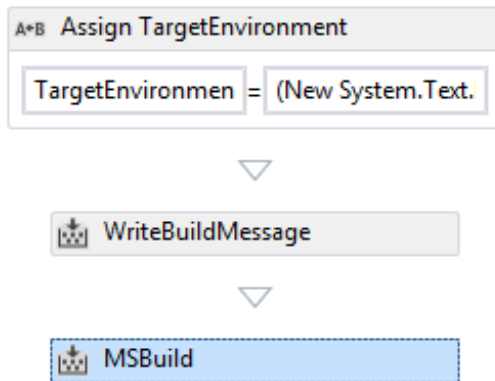 A+B Assign TargetEnvironment
TargetEnvironmen = (New System.Text.
WriteBuildMessage
MSBuild